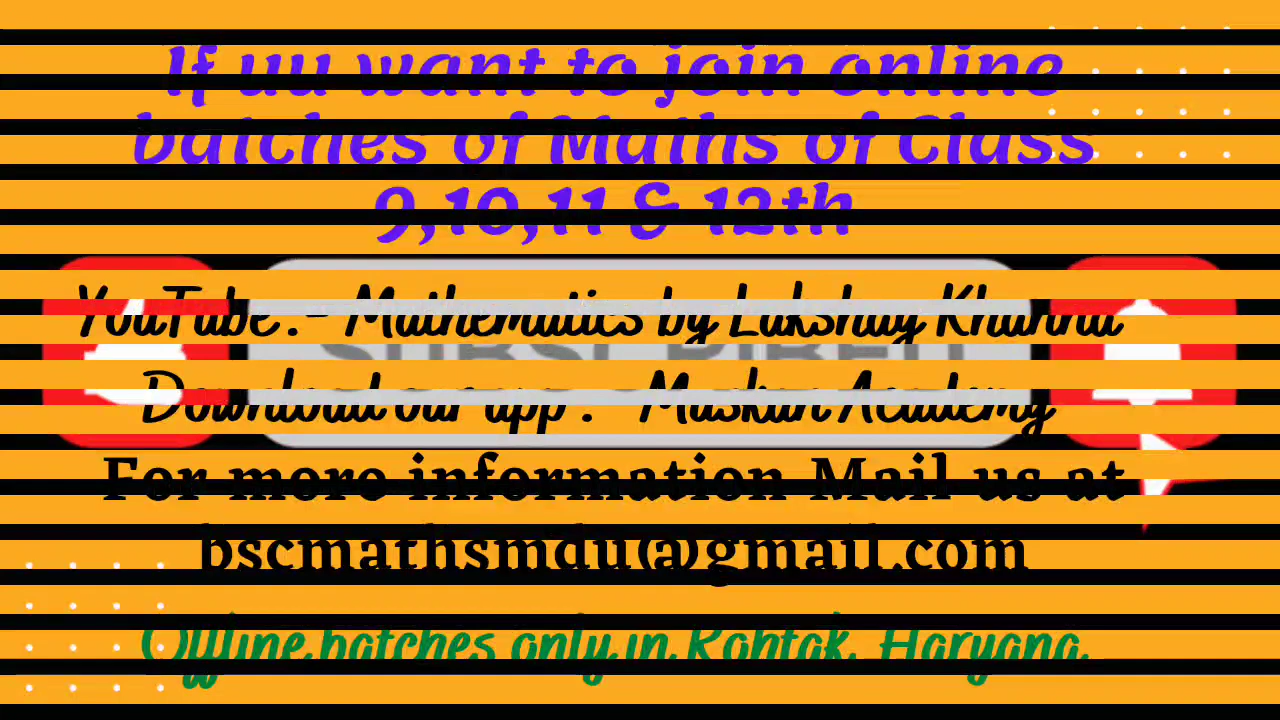 If uu want to join online
batches of Maths of Class
9,10,11 & 12th
YouTube :- Mathematics by Lakshay Khanna
SUBSCRIBED
Download our app :- Muskan Academy
For more information Mail us at
bscmathsmdu@gmail.com
Offline batches only in Rohtak, Haryana.